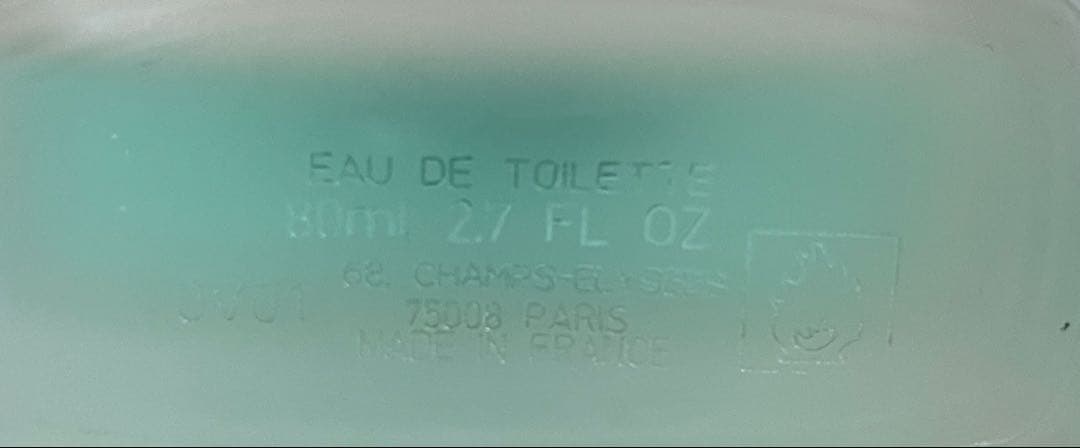 EAU DE TOILETTE
80ml 2.7 FL OZ
68, CHAMPS-ELYSEES
75008 PARIS
MADE IN FRANCE